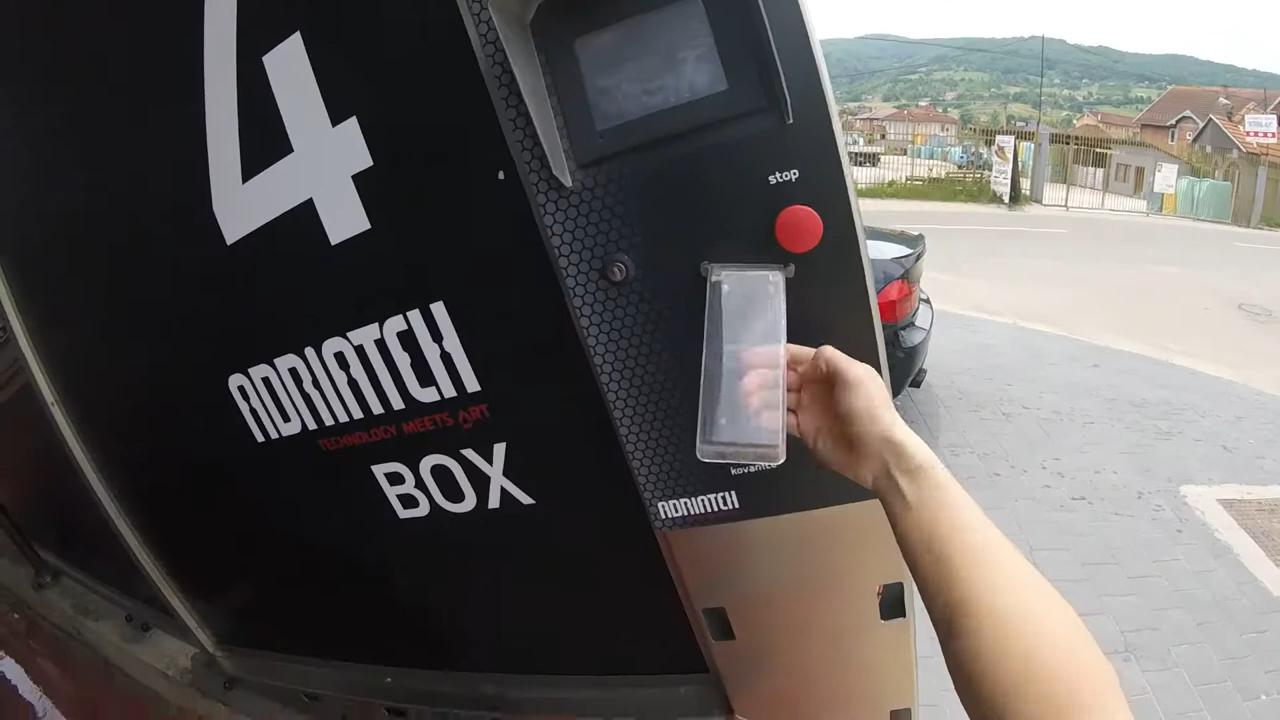 4
ADRIATCH
TECHNOLOGY MEETS ART
BOX
stop
kovanice
ADRIATCH